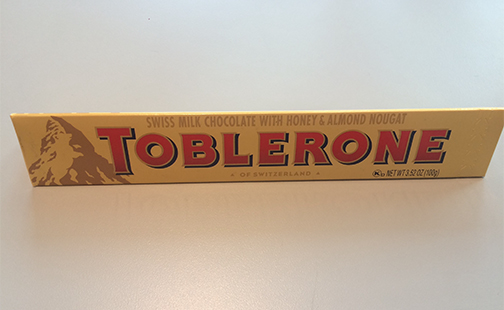 SWISS MILK CHOCOLATE WITH HONEY & ALMOND NOUGAT
TOBLERONE
OF SWITZERLAND
NET WT 3.52 OZ (100g)